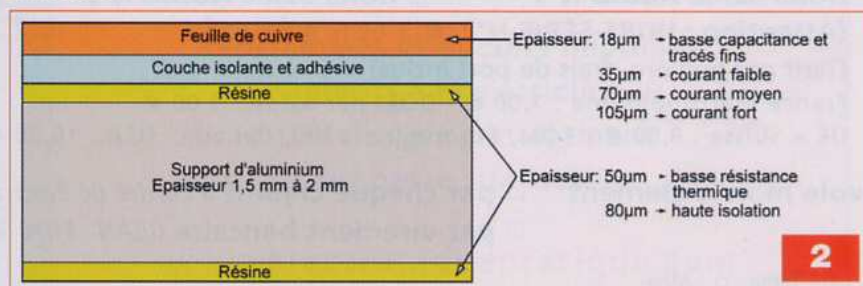 Feuille de cuivre
Couche isolante et adhésive
Résine
Support d'aluminium
Epaisseur 1,5 mm à 2 mm
Résine
Epaisseur: 18µm → basse capacitance et
tracés fins
35µm → courant faible
70µm → courant moyen
105µm → courant fort
Epaisseur: 50µm → basse résistance
thermique
80µm → haute isolation
2